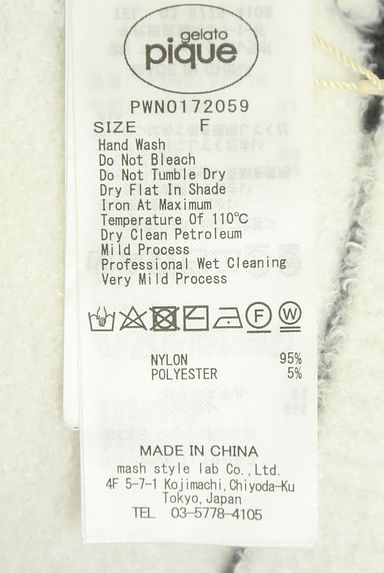 gelato
pique
PWNO172059
SIZE F
Hand Wash
Do Not Bleach
Do Not Tumble Dry
Dry Flat In Shade
Iron At Maximum
Temperature Of 110℃
Dry Clean Petroleum
Mild Process
Professional Wet Cleaning
Very Mild Process
F W
NYLON 95%
POLYESTER 5%
MADE IN CHINA
mash style lab Co., Ltd.
4F 5-7-1 Kojimachi, Chiyoda-Ku
Tokyo, Japan
TEL 03-5778-4105